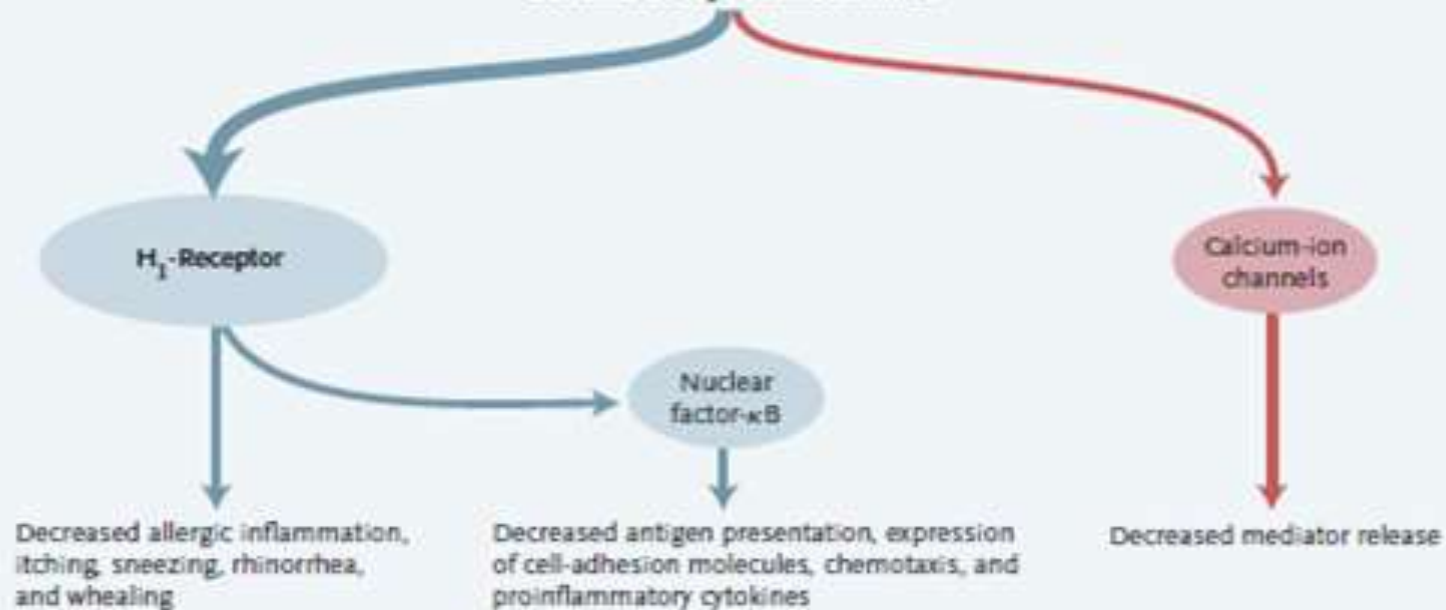 H1-Receptor
Calcium-ion
channels
Nuclear
factor-κB
Decreased allergic inflammation,
itching, sneezing, rhinorrhea,
and whealing
Decreased antigen presentation, expression
of cell-adhesion molecules, chemotaxis, and
proinflammatory cytokines
Decreased mediator release